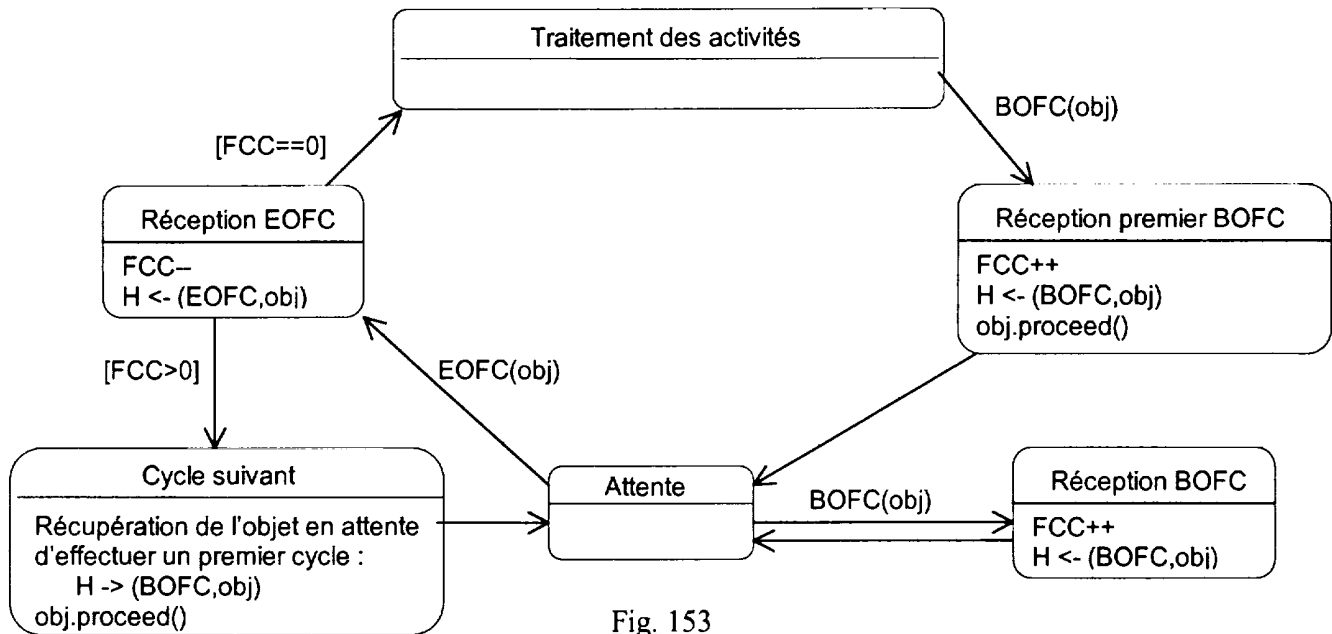 Traitement des activités
BOFC(obj)
[FCC==0]
Réception EOFC
FCC--
H <- (EOFC,obj)
Réception premier BOFC
FCC++
H <- (BOFC,obj)
obj.proceed()
[FCC>0]
EOFC(obj)
Cycle suivant
Récupération de l'objet en attente
d'effectuer un premier cycle :
H -> (BOFC,obj)
obj.proceed()
Attente
BOFC(obj)
Réception BOFC
FCC++
H <- (BOFC,obj)
Fig. 153